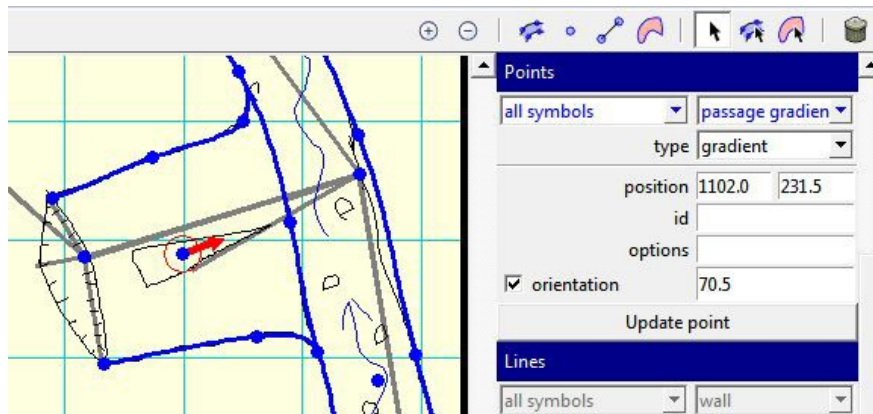 Points
all symbols passage gradien
type gradient
position 1102.0 231.5
id
options
orientation 70.5
Update point
Lines
all symbols wall